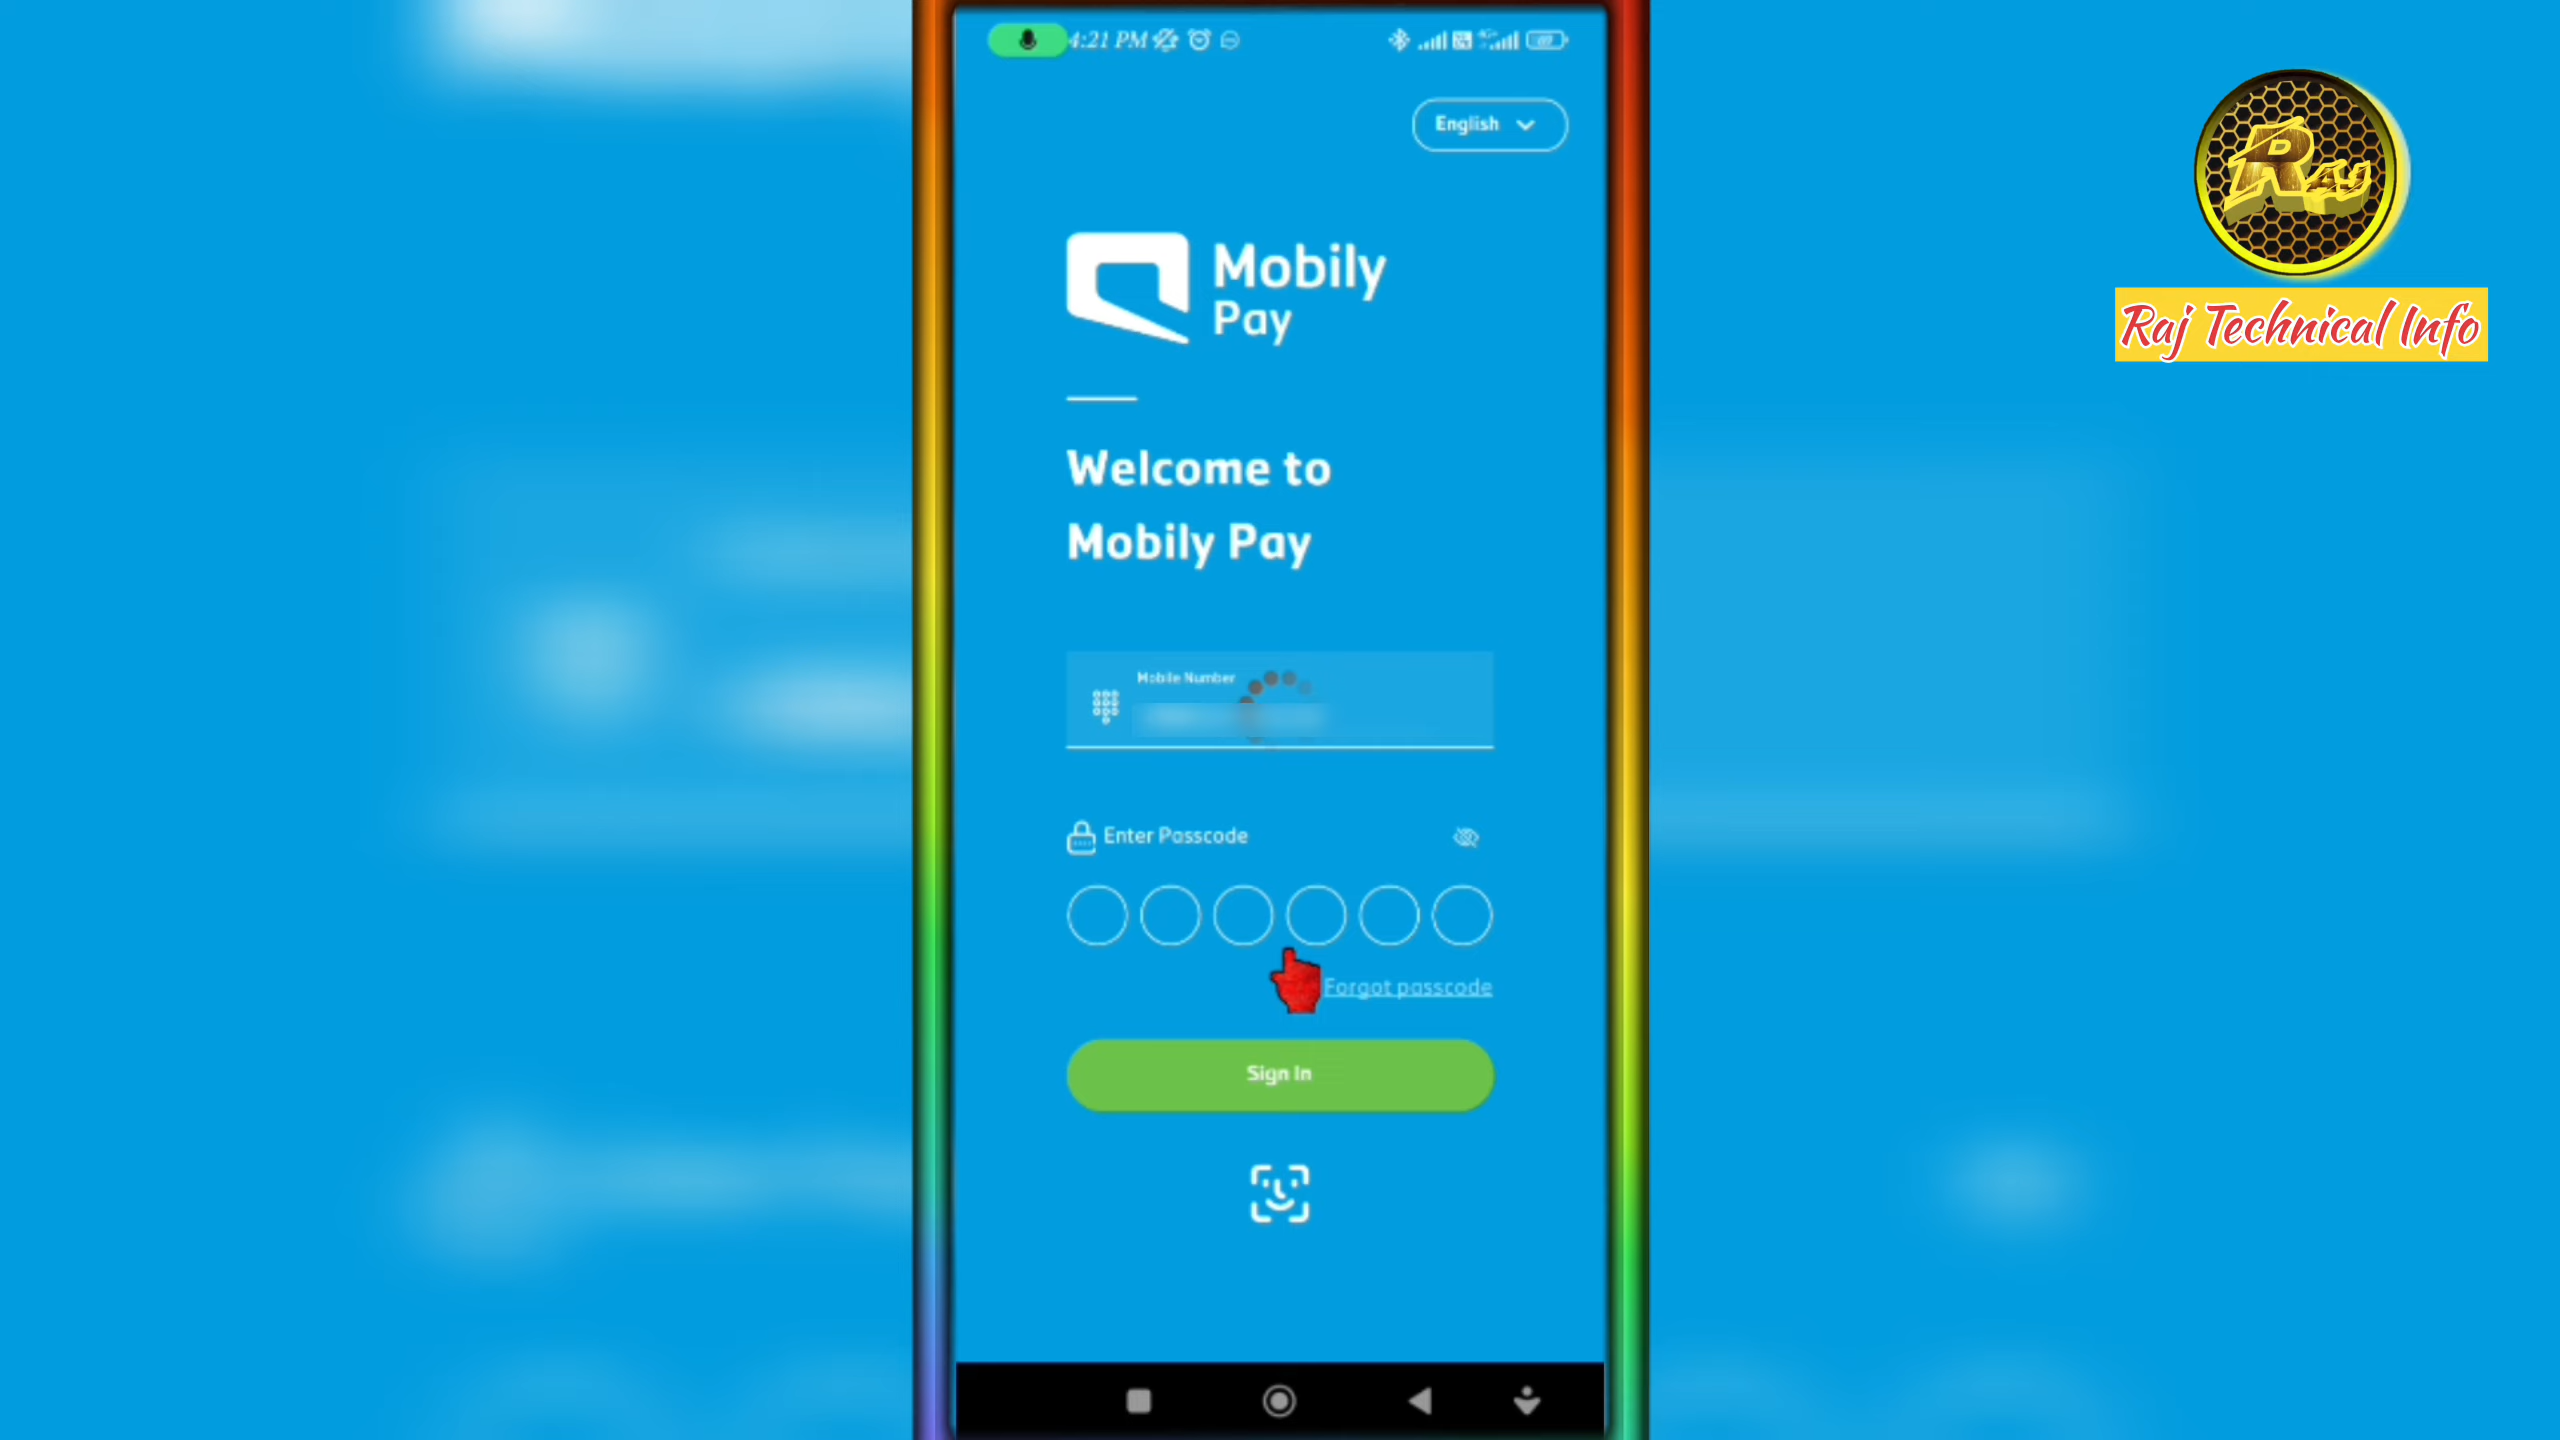 4:21 PM
English
Mobily
Pay
Welcome to
Mobily Pay
Mobile Number
Enter Passcode
Forgot passcode
Sign In
Raj
Raj Technical Info